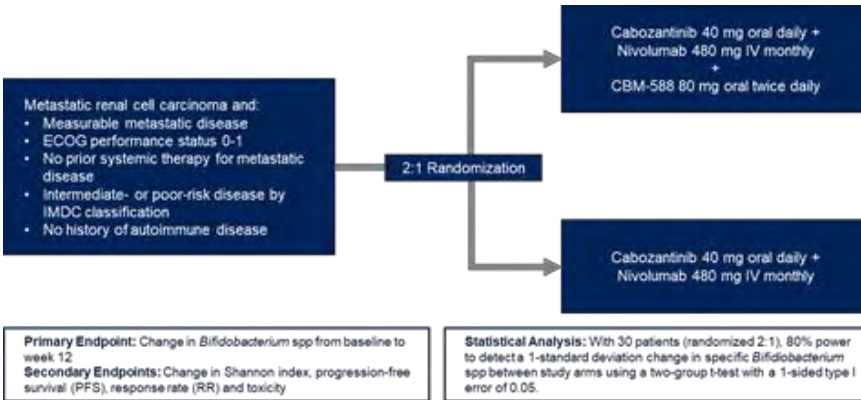 Metastatic renal cell carcinoma and:
• Measurable metastatic disease
• ECOG performance status 0-1
• No prior systemic therapy for metastatic
disease
• Intermediate- or poor-risk disease by
IMDC classification
• No history of autoimmune disease
2:1 Randomization
Cabozantinib 40 mg oral daily +
Nivolumab 480 mg IV monthly
+
CBM-588 80 mg oral twice daily
Cabozantinib 40 mg oral daily +
Nivolumab 480 mg IV monthly
Primary Endpoint: Change in Bifidobacterium spp from baseline to
week 12
Secondary Endpoints: Change in Shannon index, progression-free
survival (PFS), response rate (RR) and toxicity
Statistical Analysis: With 30 patients (randomized 2:1), 80% power
to detect a 1-standard deviation change in specific Bifidiobacterium
spp between study arms using a two-group t-test with a 1-sided type I
error of 0.05.